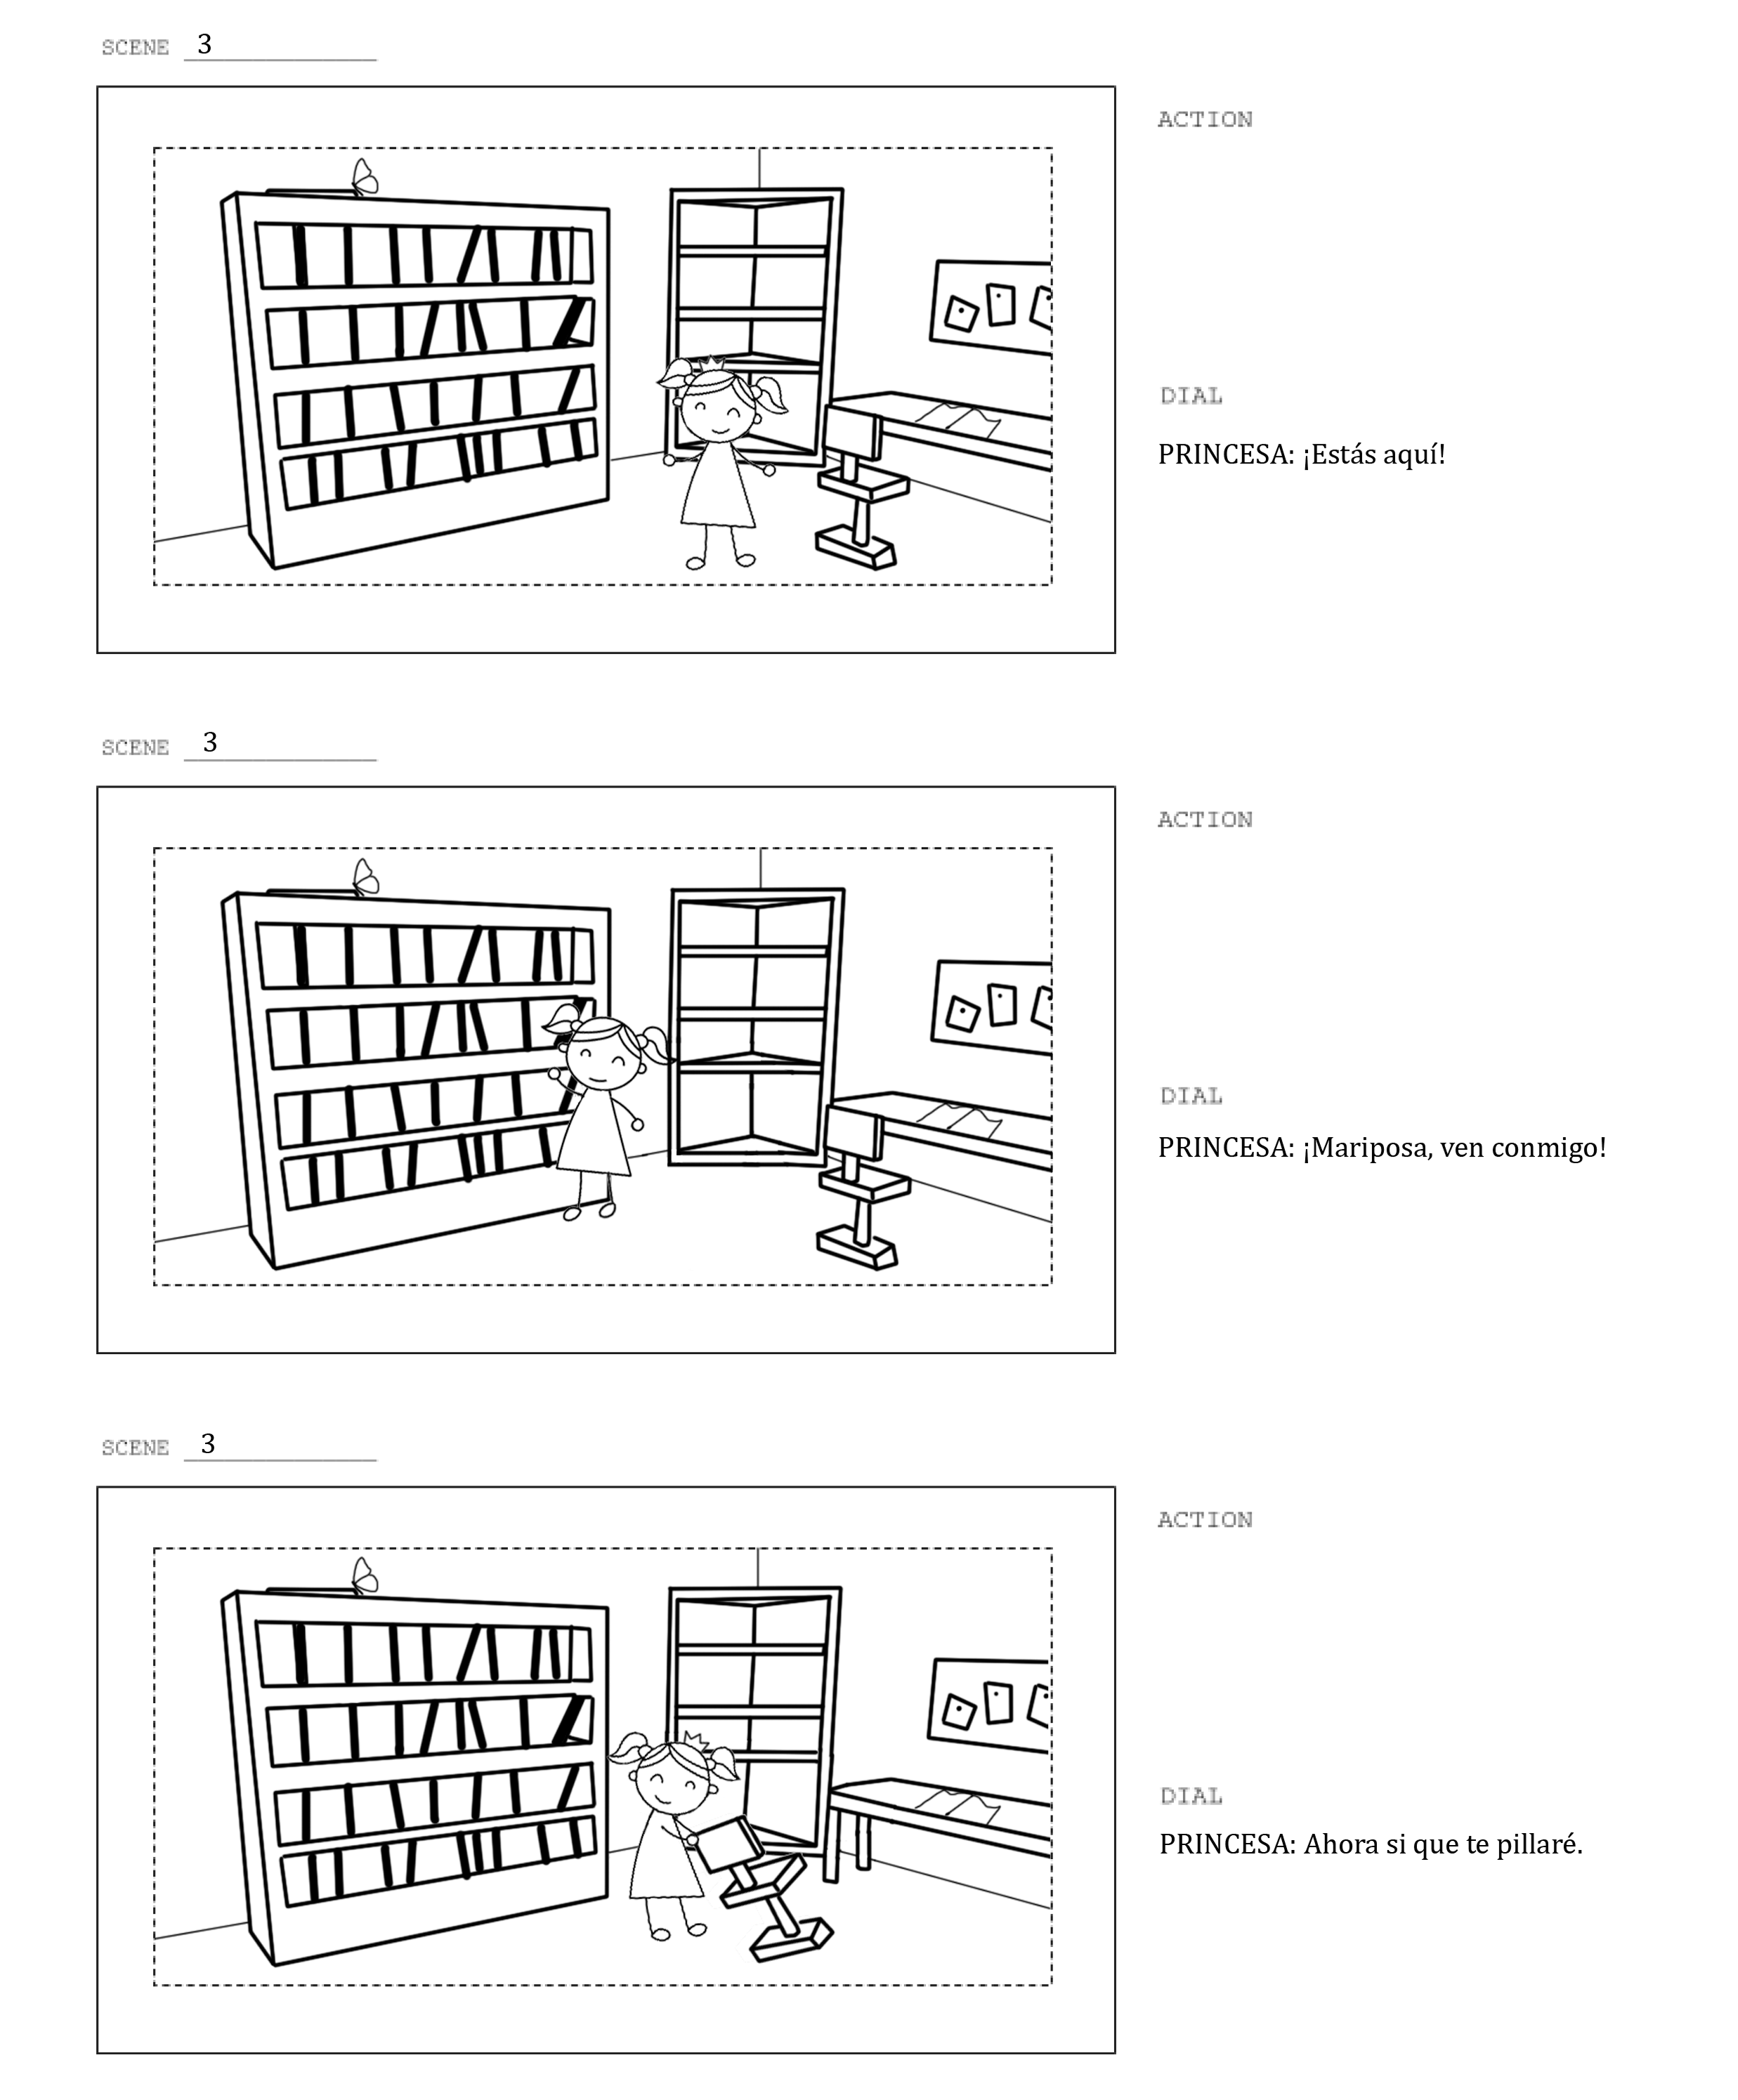 SCENE 3
ACTION
DIAL
PRINCESA: ¡Estás aquí!
SCENE 3
ACTION
DIAL
PRINCESA: ¡Mariposa, ven conmigo!
SCENE 3
ACTION
DIAL
PRINCESA: Ahora si que te pillaré.